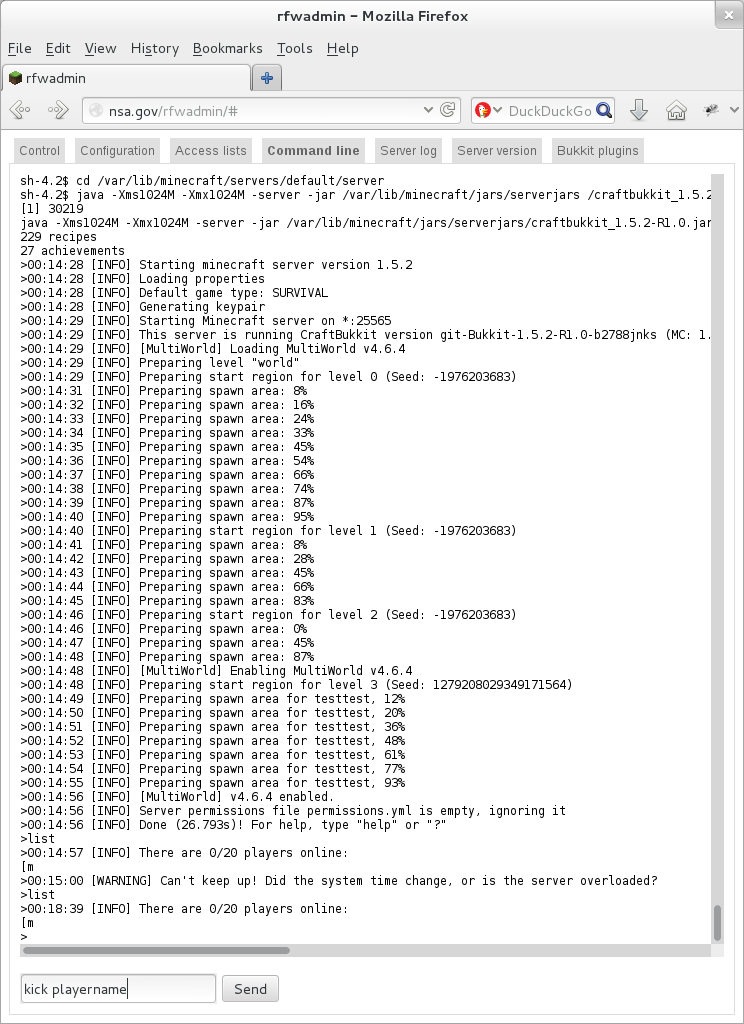 rfwadmin – Mozilla Firefox
File Edit View History Bookmarks Tools Help
rfwadmin
nsa.gov/rfwadmin/# DuckDuckGo
Control Configuration Access lists Command line Server log Server version Bukkit plugins
sh-4.2$ cd /var/lib/minecraft/servers/default/server
sh-4.2$ java -Xms1024M -Xmx1024M -server -jar /var/lib/minecraft/jars/serverjars /craftbukkit_1.5.2
[1] 30219
java -Xms1024M -Xmx1024M -server -jar /var/lib/minecraft/jars/serverjars/craftbukkit_1.5.2-R1.0.jar
229 recipes
27 achievements
>00:14:28 [INFO] Starting minecraft server version 1.5.2
>00:14:28 [INFO] Loading properties
>00:14:28 [INFO] Default game type: SURVIVAL
>00:14:28 [INFO] Generating keypair
>00:14:29 [INFO] Starting Minecraft server on *:25565
>00:14:29 [INFO] This server is running CraftBukkit version git-Bukkit-1.5.2-R1.0-b2788jnks (MC: 1.
>00:14:29 [INFO] [MultiWorld] Loading MultiWorld v4.6.4
>00:14:29 [INFO] Preparing level "world"
>00:14:29 [INFO] Preparing start region for level 0 (Seed: -1976203683)
>00:14:31 [INFO] Preparing spawn area: 8%
>00:14:32 [INFO] Preparing spawn area: 16%
>00:14:33 [INFO] Preparing spawn area: 24%
>00:14:34 [INFO] Preparing spawn area: 33%
>00:14:35 [INFO] Preparing spawn area: 45%
>00:14:36 [INFO] Preparing spawn area: 54%
>00:14:37 [INFO] Preparing spawn area: 66%
>00:14:38 [INFO] Preparing spawn area: 74%
>00:14:39 [INFO] Preparing spawn area: 87%
>00:14:40 [INFO] Preparing spawn area: 95%
>00:14:40 [INFO] Preparing start region for level 1 (Seed: -1976203683)
>00:14:41 [INFO] Preparing spawn area: 8%
>00:14:42 [INFO] Preparing spawn area: 28%
>00:14:43 [INFO] Preparing spawn area: 45%
>00:14:44 [INFO] Preparing spawn area: 66%
>00:14:45 [INFO] Preparing spawn area: 83%
>00:14:46 [INFO] Preparing start region for level 2 (Seed: -1976203683)
>00:14:46 [INFO] Preparing spawn area: 0%
>00:14:47 [INFO] Preparing spawn area: 45%
>00:14:48 [INFO] Preparing spawn area: 87%
>00:14:48 [INFO] [MultiWorld] Enabling MultiWorld v4.6.4
>00:14:48 [INFO] Preparing start region for level 3 (Seed: 1279208029349171564)
>00:14:49 [INFO] Preparing spawn area for testtest, 12%
>00:14:50 [INFO] Preparing spawn area for testtest, 20%
>00:14:51 [INFO] Preparing spawn area for testtest, 36%
>00:14:52 [INFO] Preparing spawn area for testtest, 48%
>00:14:53 [INFO] Preparing spawn area for testtest, 61%
>00:14:54 [INFO] Preparing spawn area for testtest, 77%
>00:14:55 [INFO] Preparing spawn area for testtest, 93%
>00:14:56 [INFO] [MultiWorld] v4.6.4 enabled.
>00:14:56 [INFO] Server permissions file permissions.yml is empty, ignoring it
>00:14:56 [INFO] Done (26.793s)! For help, type "help" or "?"
>list
>00:14:57 [INFO] There are 0/20 players online:
[m
>00:15:00 [WARNING] Can't keep up! Did the system time change, or is the server overloaded?
>list
>00:18:39 [INFO] There are 0/20 players online:
[m
>
kick playername Send